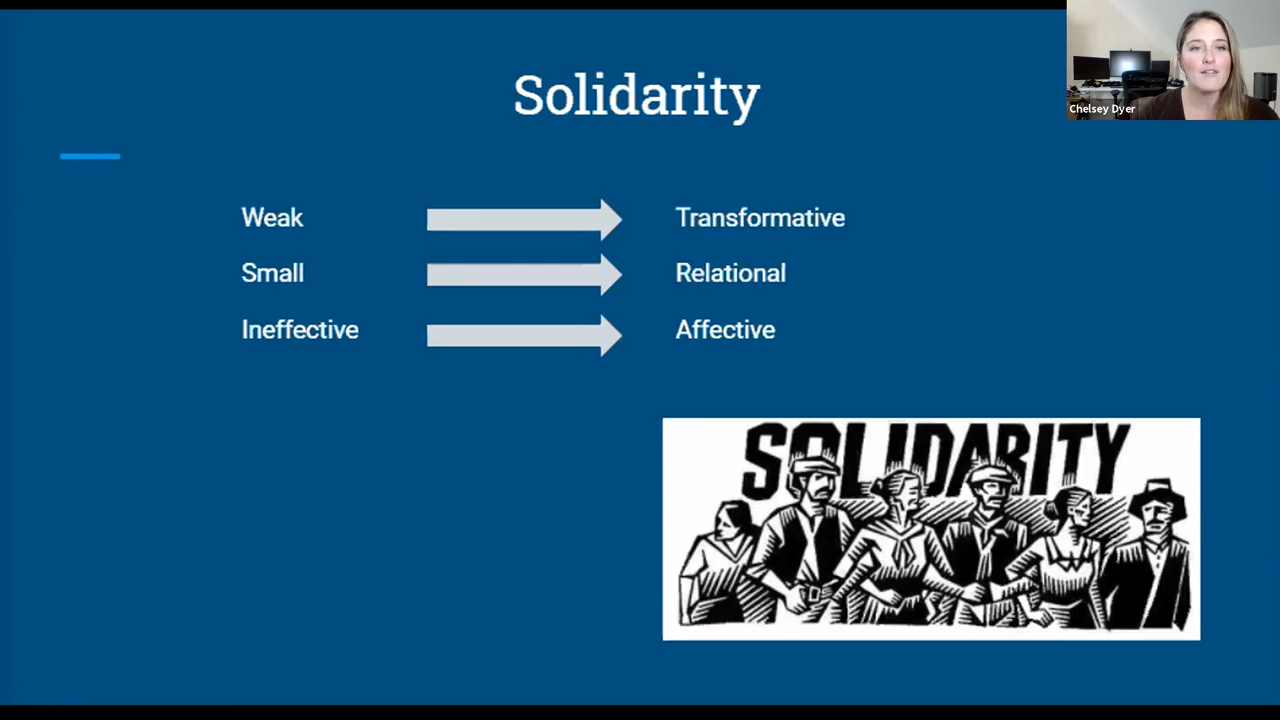 Solidarity
Chelsey Dyer
Weak
Transformative
Small
Relational
Ineffective
Affective
SOLIDARITY